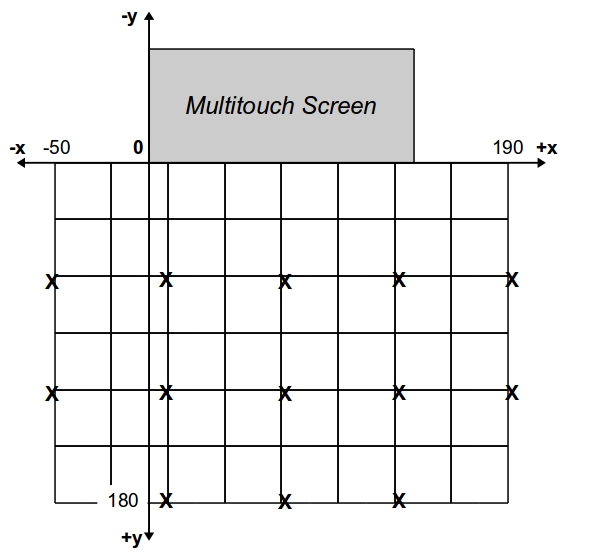 -y
Multitouch Screen
-x -50 0 190 +x
X X X X X
X X X X X
180 X X X
+y